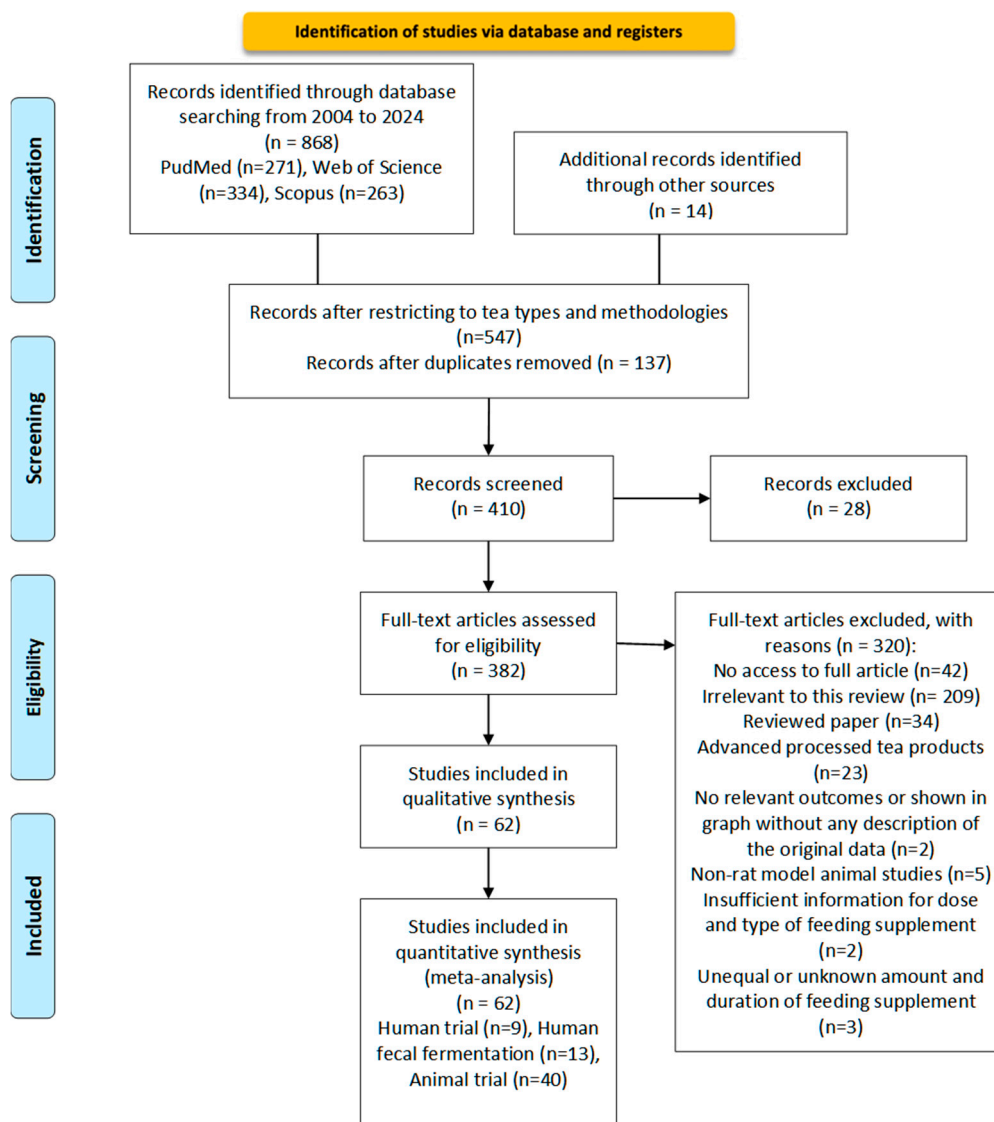 Identification of studies via database and registers
Identification
Records identified through database
searching from 2004 to 2024
(n = 868)
PudMed (n=271), Web of Science
(n=334), Scopus (n=263)
Additional records identified
through other sources
(n = 14)
Records after restricting to tea types and methodologies
(n=547)
Records after duplicates removed (n = 137)
Screening
Records screened
(n = 410)
Records excluded
(n = 28)
Eligibility
Full-text articles assessed
for eligibility
(n = 382)
Full-text articles excluded, with
reasons (n = 320):
No access to full article (n=42)
Irrelevant to this review (n= 209)
Reviewed paper (n=34)
Advanced processed tea products
(n=23)
No relevant outcomes or shown in
graph without any description of
the original data (n=2)
Non-rat model animal studies (n=5)
Insufficient information for dose
and type of feeding supplement
(n=2)
Unequal or unknown amount and
duration of feeding supplement
(n=3)
Studies included in
qualitative synthesis
(n = 62)
Included
Studies included in
quantitative synthesis
(meta-analysis)
(n = 62)
Human trial (n=9), Human
fecal fermentation (n=13),
Animal trial (n=40)